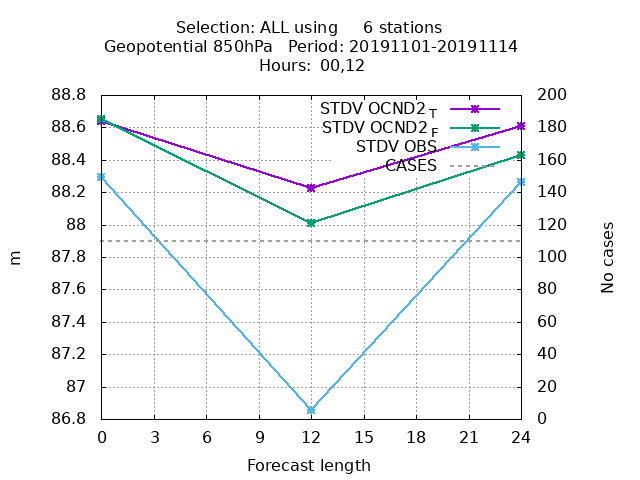 Selection: ALL using     6 stations
Geopotential 850hPa   Period: 20191101-20191114
Hours:  00,12
STDV OCND2 T
STDV OCND2 F
STDV OBS
CASES
88.8
88.6
88.4
88.2
88
87.8
87.6
87.4
87.2
87
86.8
m
200
180
160
140
120
100
80
60
40
20
0
No cases
0 3 6 9 12 15 18 21 24
Forecast length